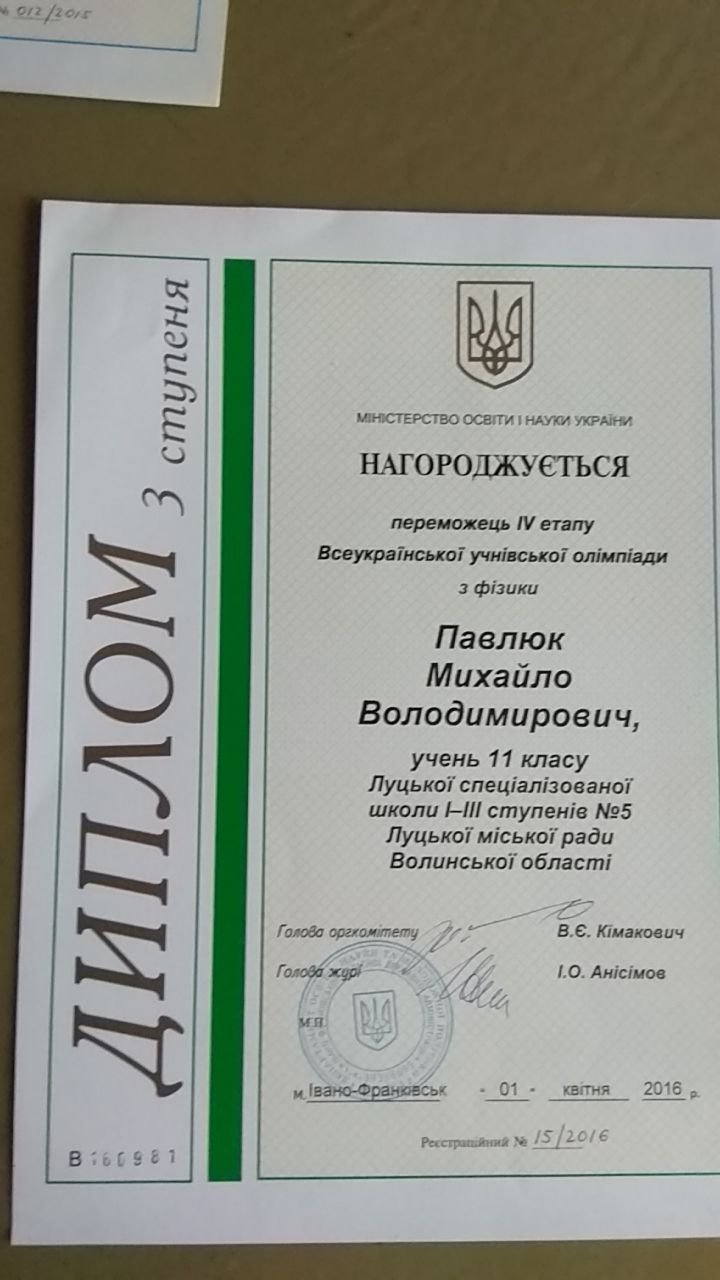 № 012/2015
ДИПЛОМ 3 ступеня
МІНІСТЕРСТВО ОСВІТИ І НАУКИ УКРАЇНИ
НАГОРОДЖУЄТЬСЯ
переможець IV етапу
Всеукраїнської учнівської олімпіади
з фізики
Павлюк
Михайло
Володимирович,
учень 11 класу
Луцької спеціалізованої
школи І–ІІІ ступенів №5
Луцької міської ради
Волинської області
Голова оргкомітету В.Є. Кімакович
Голова журі І.О. Анісімов
М.П.
м. Івано-Франківськ - 01 - квітня 2016 р.
Реєстраційний № 15/2016
В 160981